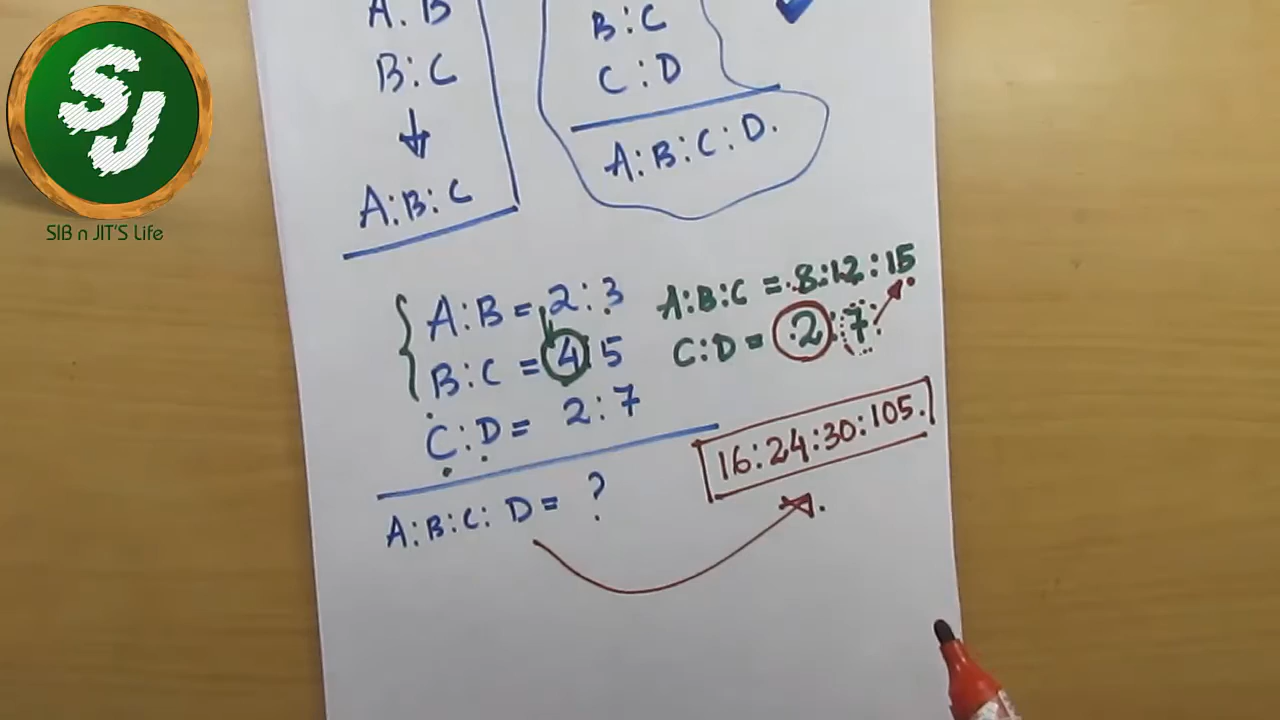 SJ
SIB n JIT'S Life
A:B
B:C
A:B:C
B:C
C:D
A:B:C:D.
A:B = 2:3
B:C = 4:5
C:D = 2:7
A:B:C:D = ?
A:B:C = 8:12:15
C:D = 2:7
16:24:30:105.